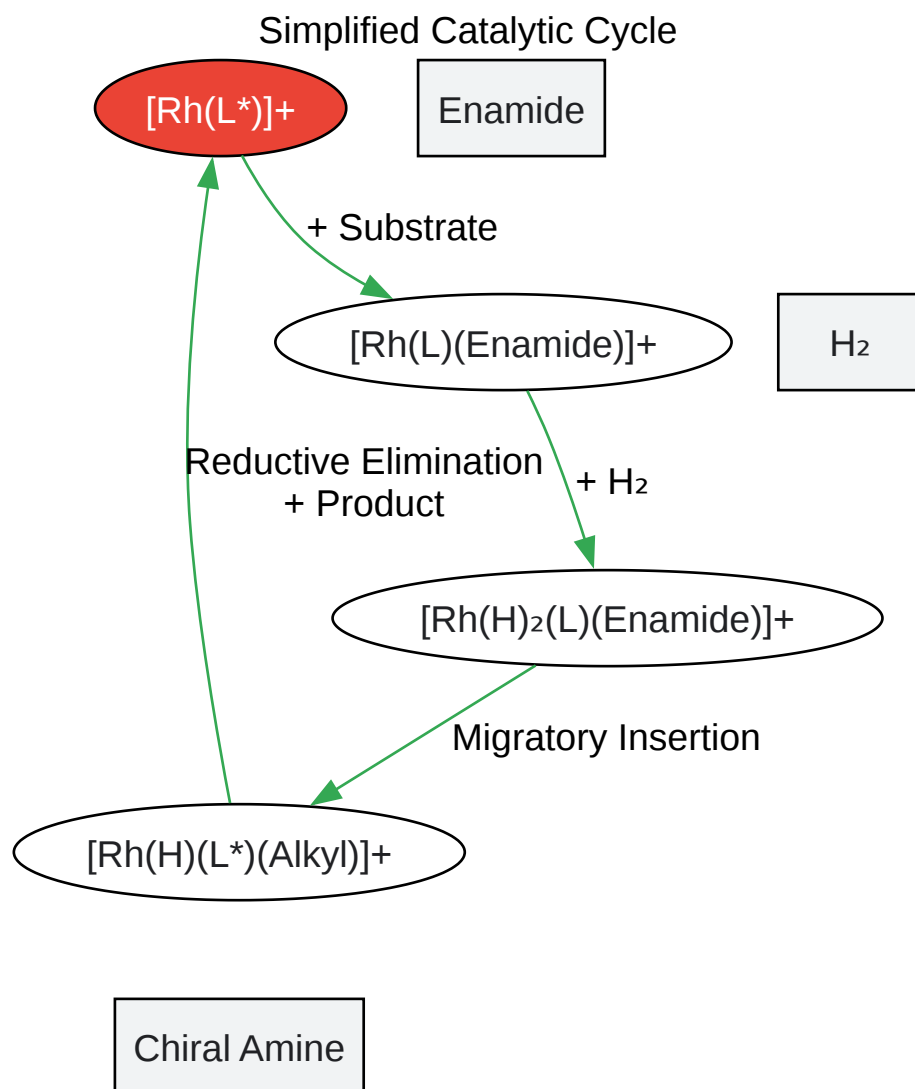 Simplified Catalytic Cycle
[Rh(L*)]+
Enamide
+ Substrate
[Rh(L)(Enamide)]+
H₂
Reductive Elimination
+ Product
+ H₂
[Rh(H)₂(L)(Enamide)]+
Migratory Insertion
[Rh(H)(L*)(Alkyl)]+
Chiral Amine